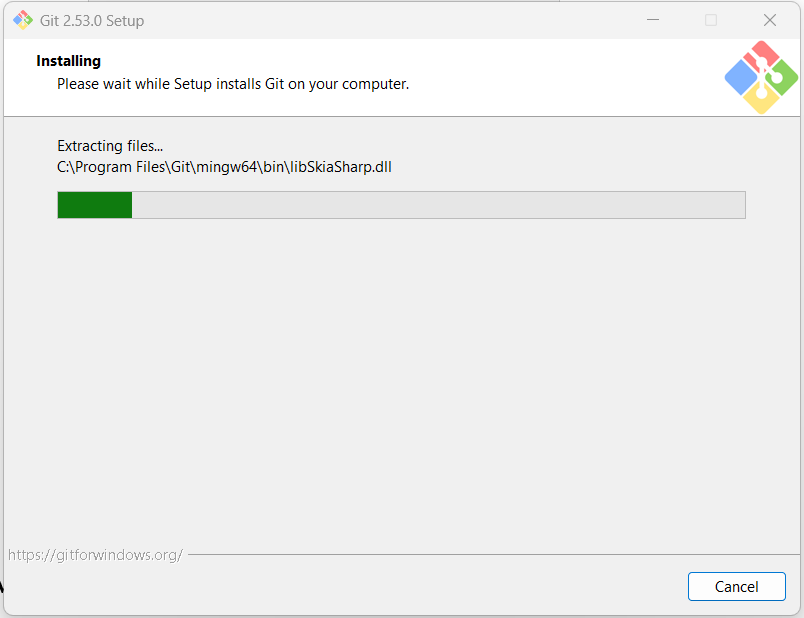 Git 2.53.0 Setup
Installing
Please wait while Setup installs Git on your computer.
Extracting files...
C:\Program Files\Git\mingw64\bin\libSkiaSharp.dll
https://gitforwindows.org/
Cancel